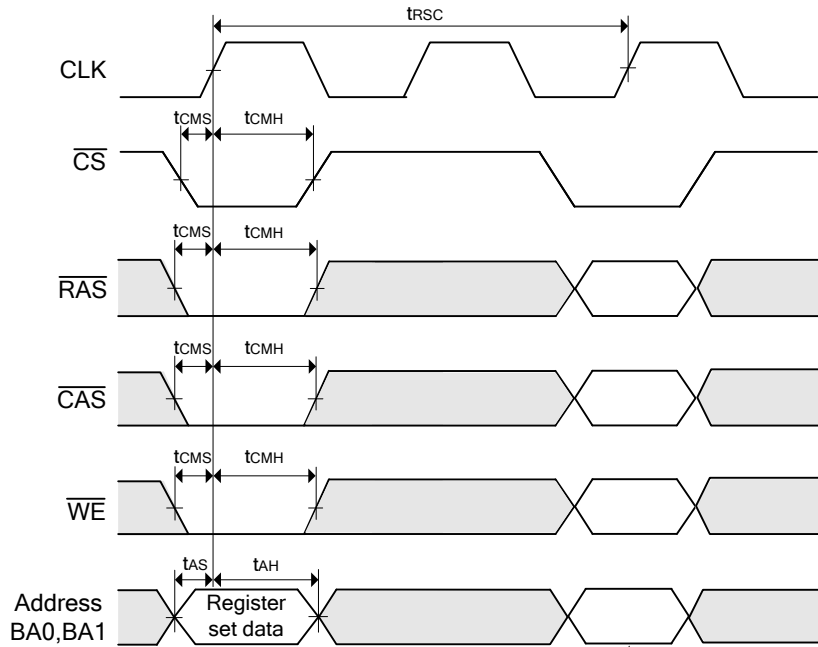 tRSC
CLK
tCMS tCMH
CS
tCMS tCMH
RAS
tCMS tCMH
CAS
tCMS tCMH
WE
tAS tAH
Address
BA0,BA1
Register
set data